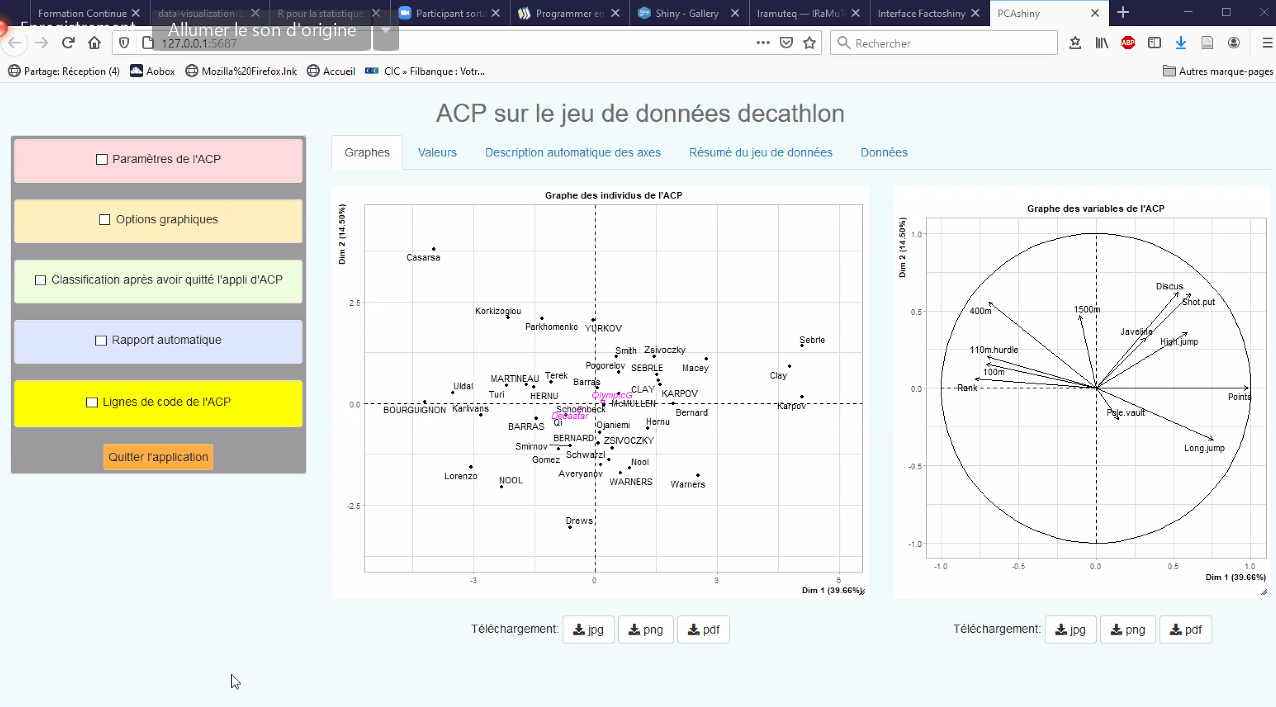 Formation Continue
data-visualization-2
R pour la statistique
Participant sorte
Programmer en
Shiny - Gallery
Iramuteq — IRaMuTe
Interface Factoshiny
PCAshiny
Enregistrement
Allumer le son d'origine
127.0.0.1:5687
Rechercher
Partage: Réception (4)
Aobox
Mozilla%20Firefox.lnk
Accueil
CIC » Filbanque : Votr...
Autres marque-pages
ACP sur le jeu de données decathlon
Paramètres de l'ACP
Options graphiques
Classification après avoir quitté l'appli d'ACP
Rapport automatique
Lignes de code de l'ACP
Quitter l'application
Graphes
Valeurs
Description automatique des axes
Résumé du jeu de données
Données
Graphe des individus de l'ACP
Dim 2 (14.50%)
2.5
0.0
-2.5
Casarsa
Korkizoglou
Parkhomenko
YURKOV
Sebrle
Smith
Zsivoczky
Macey
Pogorelov
SEBRLE
Clay
MARTINEAU
Terek
Barras
Uldal
Turi
HERNU
CLAY
KARPOV
OlympicG
McMULLEN
Karpov
BOURGUIGNON
Karlivans
Schoenbeck
Decastar
Bernard
BARRAS
Qi
Ojaniemi
Hernu
BERNARD
ZSIVOCZKY
Smirnov
Schwarzl
Gomez
Nool
Lorenzo
NOOL
Averyanov
WARNERS
Warners
Drews
-3
0
3
6
Dim 1 (39.66%)
Téléchargement:
jpg
png
pdf
Graphe des variables de l'ACP
Dim 2 (14.50%)
1.0
0.5
0.0
-0.5
-1.0
Discus
Shot.put
400m
1500m
Javeline
High.jump
110m.hurdle
100m
Rank
Points
Pole.vault
Long.jump
-1.0
-0.5
0.0
0.5
1.0
Dim 1 (39.66%)
Téléchargement:
jpg
png
pdf